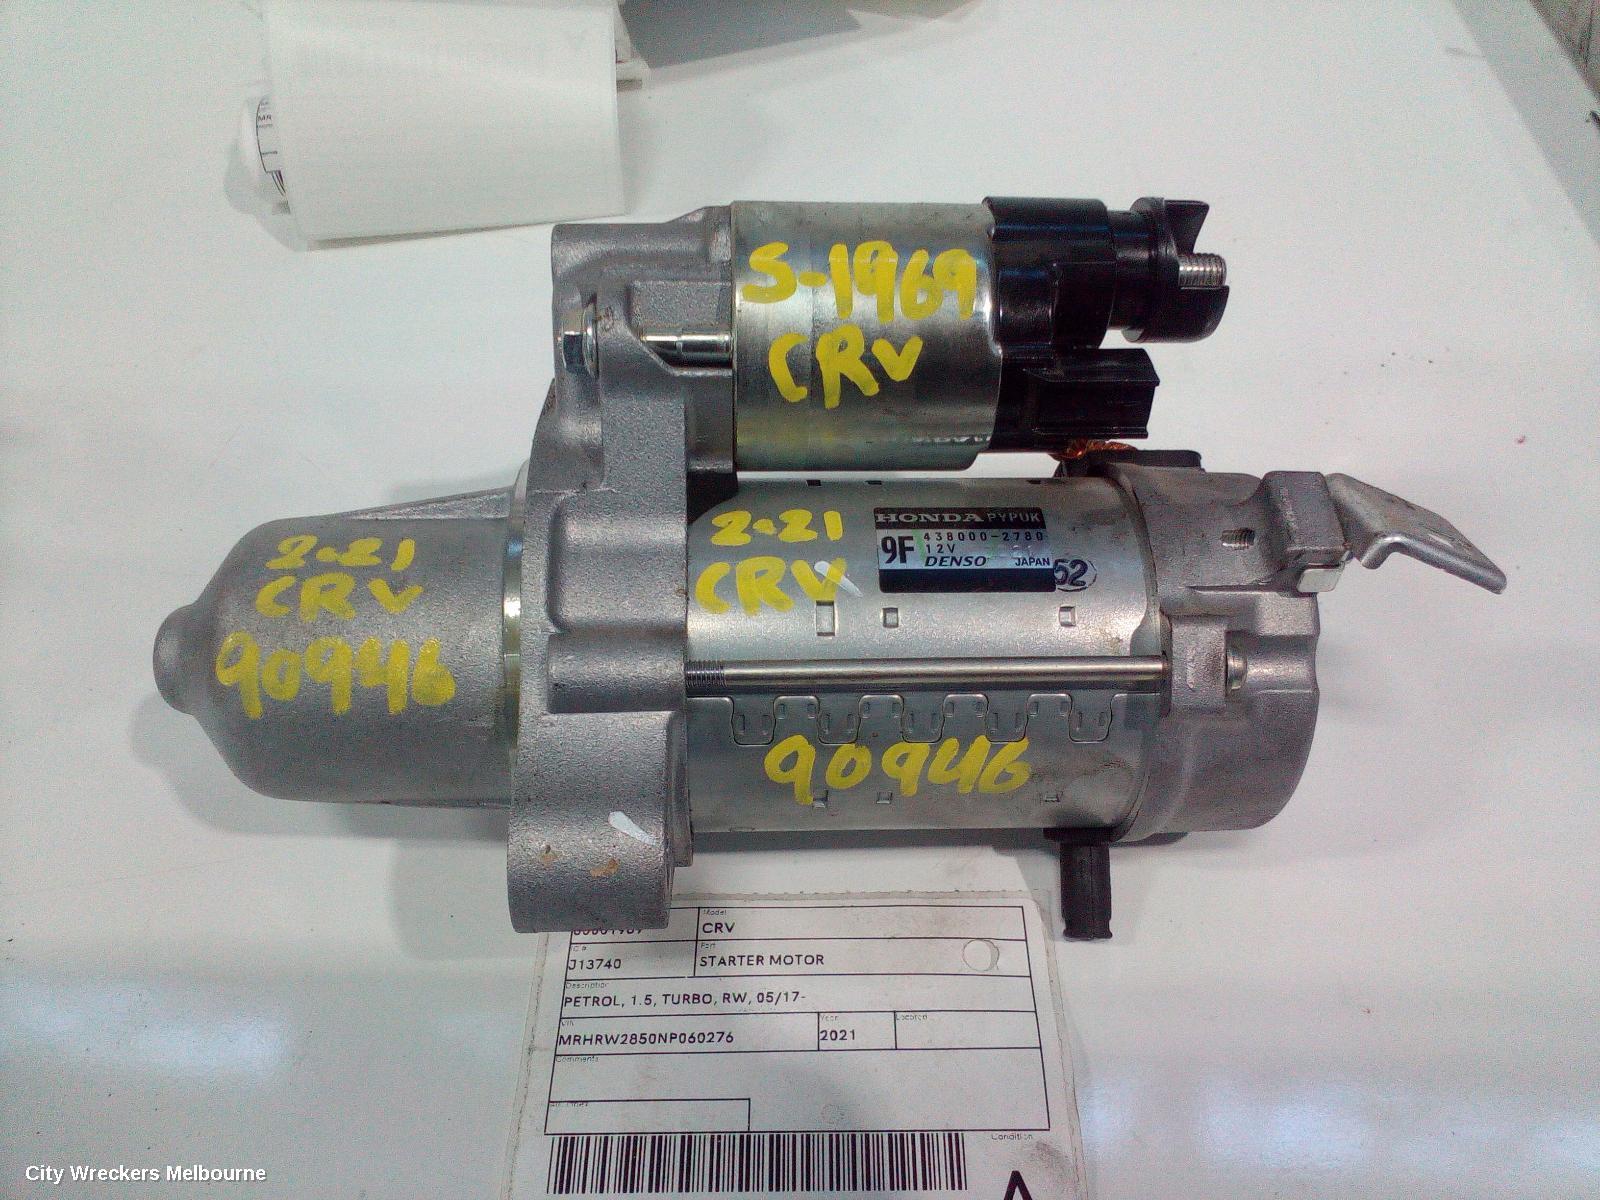 MR
S-1969
CRV
2.21
CRV
90946
2.21
CRV
90946
HONDA PYPUK
9F 438000-2780
12V
DENSO JAPAN
52
Model
CRV
J13740
Part
STARTER MOTOR
Description
PETROL, 1.5, TURBO, RW, 05/17-
MRHRW2850NP060276
Year
2021
Located
Comments
Condition
A
City Wreckers Melbourne